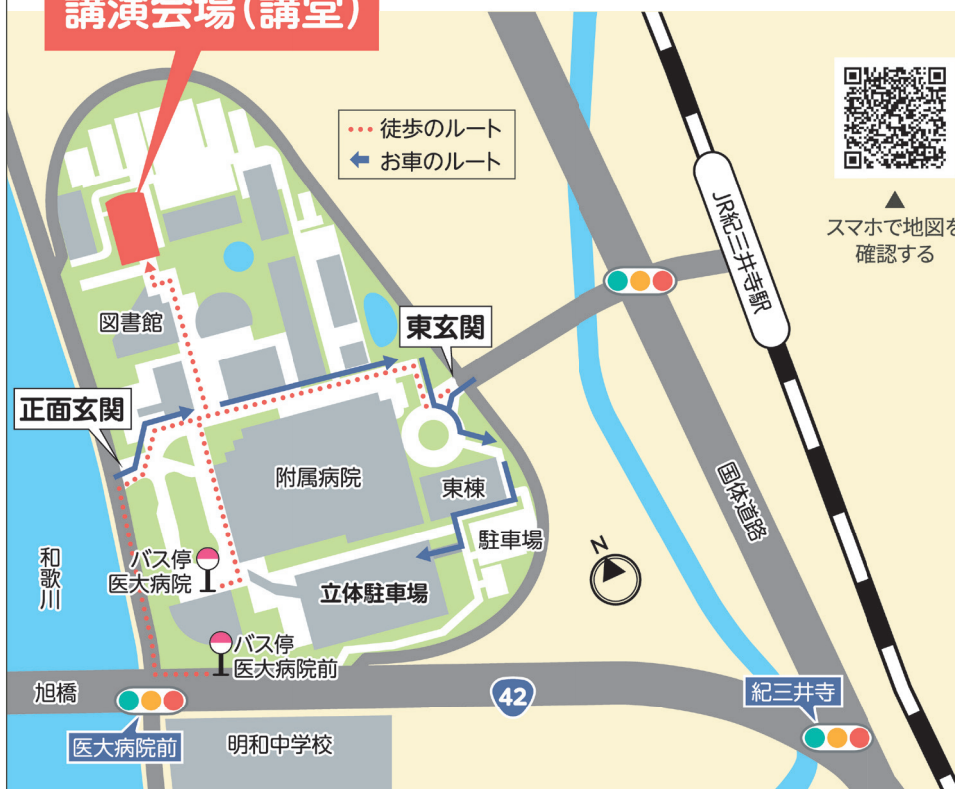 講演会場(講堂)
徒歩のルート
お車のルート
JR紀三井寺駅
▲
スマホで地図を
確認する
図書館
東玄関
正面玄関
附属病院
東棟
国体道路
駐車場
和歌川
バス停
医大病院
立体駐車場
N
バス停
医大病院前
旭橋
42
紀三井寺
医大病院前
明和中学校